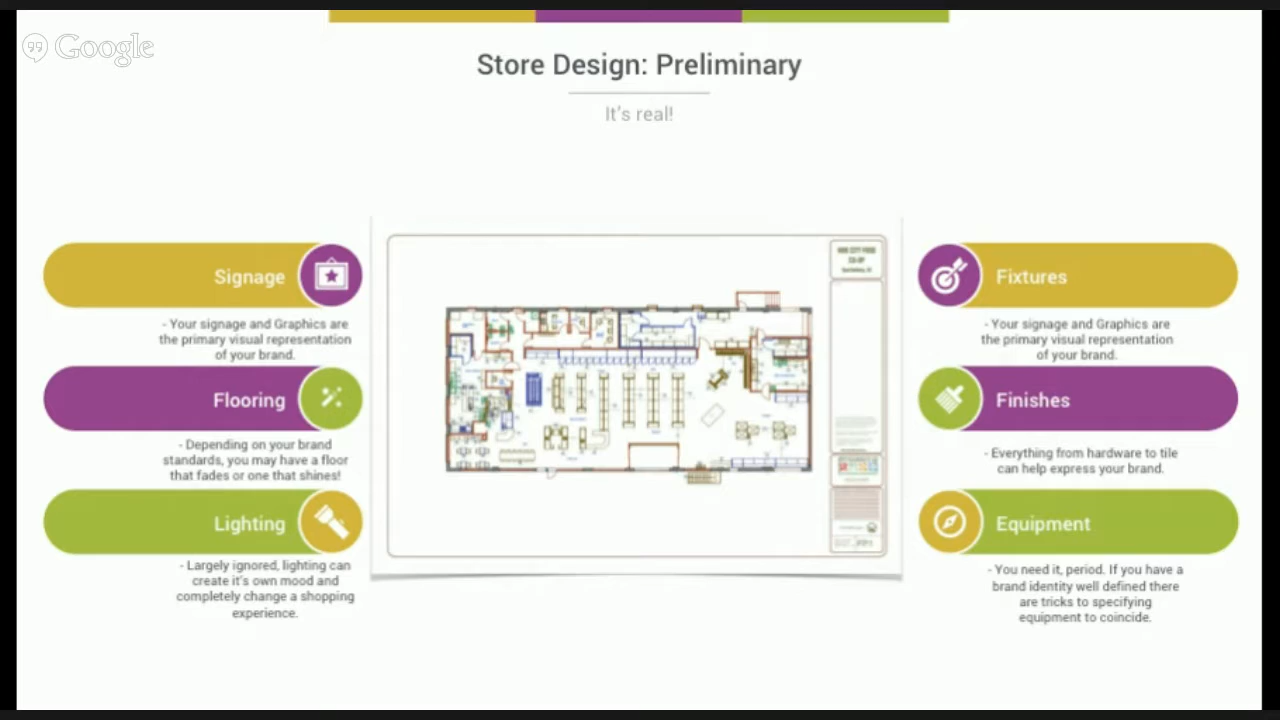 Google
Store Design: Preliminary
It's real!
Signage
- Your signage and Graphics are
the primary visual representation
of your brand.
Flooring
- Depending on your brand
standards, you may have a floor
that fades or one that shines!
Lighting
- Largely ignored, lighting can
create it's own mood and
completely change a shopping
experience.
CO-OP
Fixtures
- Your signage and Graphics are
the primary visual representation
of your brand.
Finishes
- Everything from hardware to tile
can help express your brand.
Equipment
- You need it, period. If you have a
brand identity well defined there
are tricks to specifying
equipment to coincide.